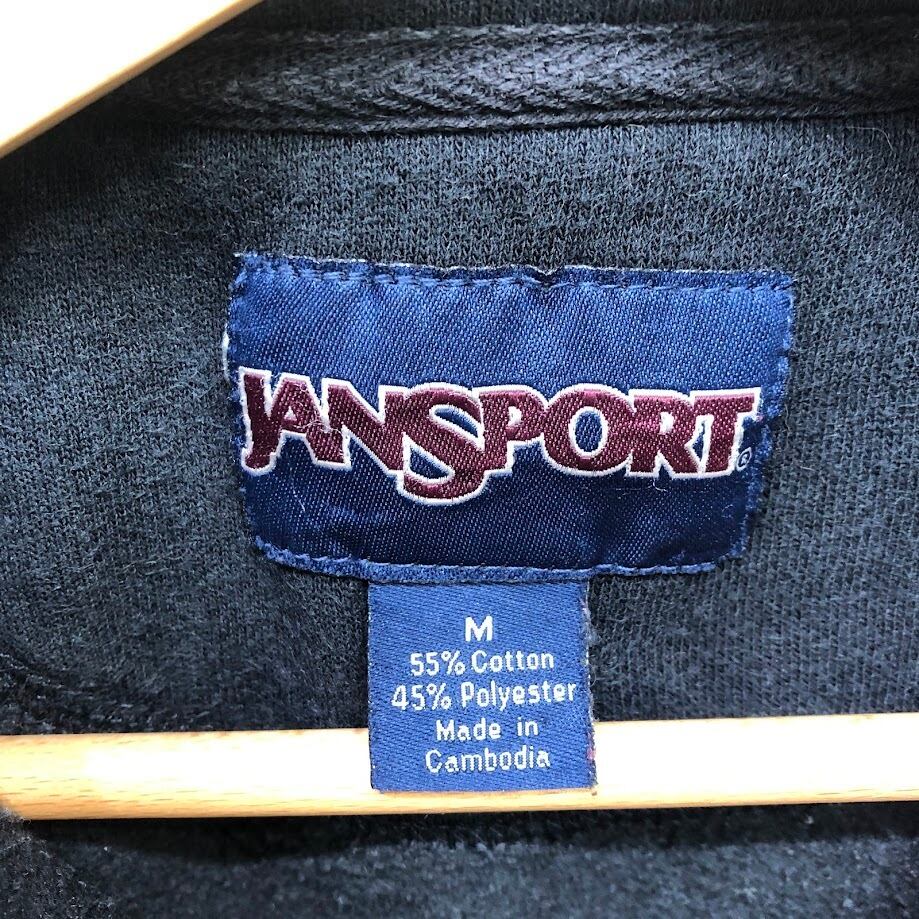 JANSPORT®
M
55% Cotton
45% Polyester
Made in
Cambodia